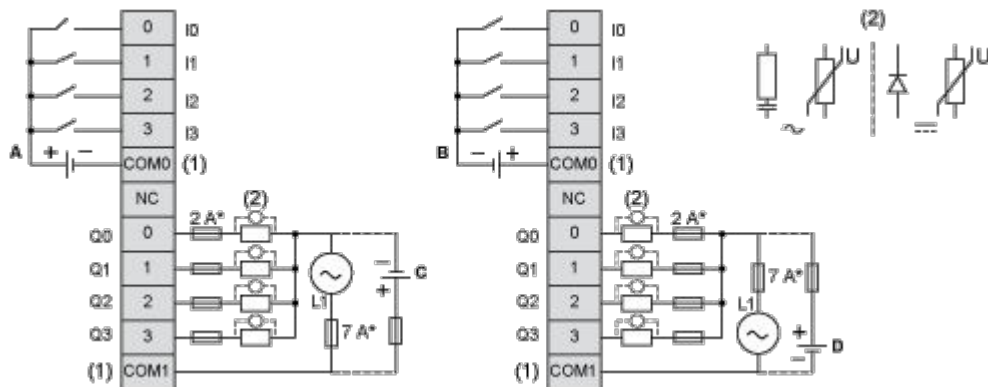 0 I0
1 I1
2 I2
3 I3
A + − COM0 (1)
NC
(2)
Q0 0 2 A*
Q1 1
Q2 2
Q3 3
L1 7 A*
− + C
(1) COM1
0 I0
1 I1
2 I2
3 I3
B − + COM0 (1)
NC
(2)
Q0 0 2 A*
Q1 1
Q2 2
Q3 3
7 A*
L1
+ − D
(1) COM1
(2)
U U